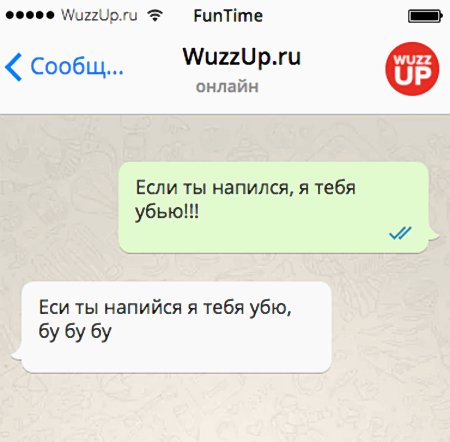 WuzzUp.ru FunTime
Сообщ... WuzzUp.ru
онлайн
WUZZ
UP
Если ты напился, я тебя
убью!!!
Еси ты напийся я тебя убю,
бу бу бу